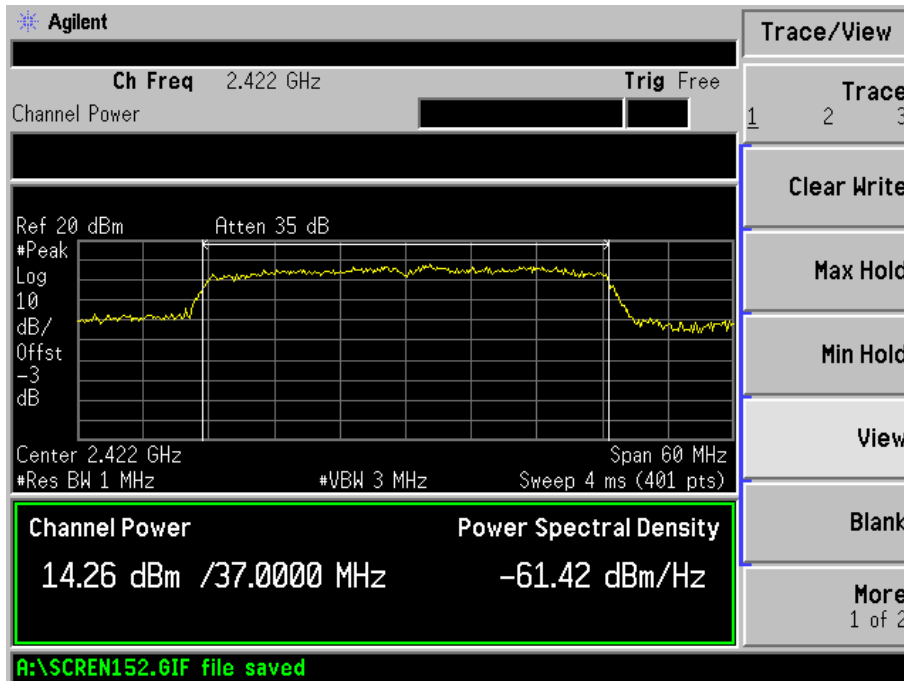 Agilent
Ch Freq 2.422 GHz Trig Free
Channel Power
Ref 20 dBm Atten 35 dB
#Peak
Log
10
dB/
Offst
-3
dB
Center 2.422 GHz Span 60 MHz
#Res BW 1 MHz #VBW 3 MHz Sweep 4 ms (401 pts)
Channel Power Power Spectral Density
14.26 dBm /37.0000 MHz -61.42 dBm/Hz
A:\SCREN152.GIF file saved
Trace/View
Trace
1 2 3
Clear Write
Max Hold
Min Hold
View
Blank
More
1 of 2